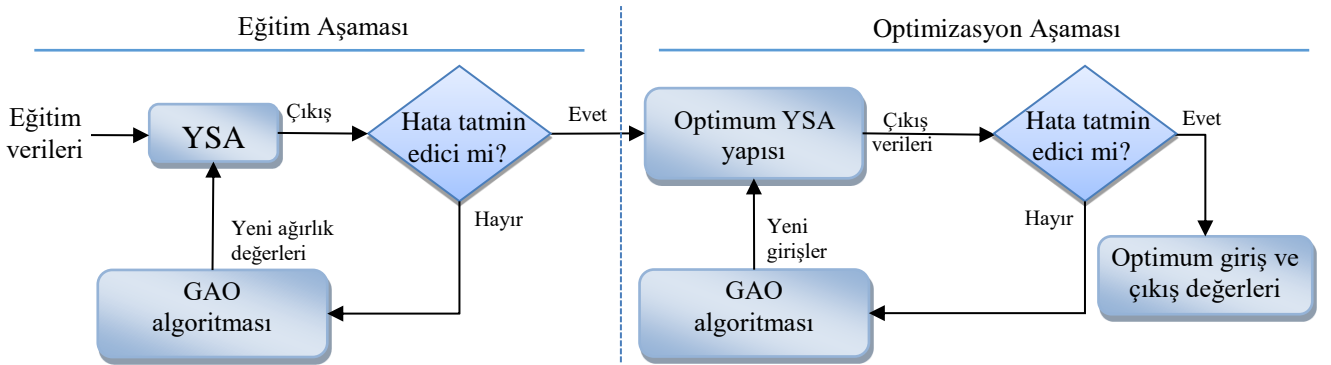 Eğitim Aşaması
Eğitim
verileri
YSA
Çıkış
Hata tatmin
edici mi?
Evet
Hayır
Yeni ağırlık
değerleri
GAO
algoritması
Optimizasyon Aşaması
Optimum YSA
yapısı
Çıkış
verileri
Hata tatmin
edici mi?
Evet
Hayır
Yeni
girişler
GAO
algoritması
Optimum giriş ve
çıkış değerleri